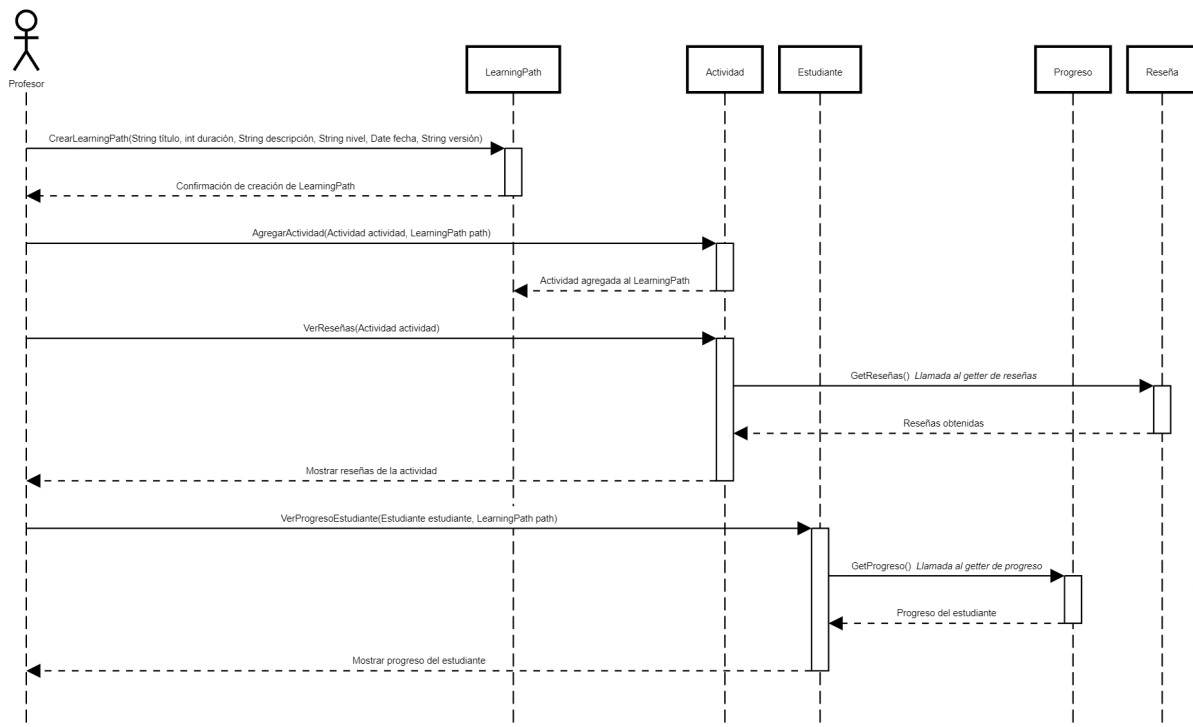 Profesor
LearningPath
Actividad
Estudiante
Progreso
Reseña
CrearLearningPath(String título, int duración, String descripción, String nivel, Date fecha, String versión)
Confirmación de creación de LearningPath
AgregarActividad(Actividad actividad, LearningPath path)
Actividad agregada al LearningPath
VerReseñas(Actividad actividad)
GetReseñas() Llamada al getter de reseñas
Reseñas obtenidas
Mostrar reseñas de la actividad
VerProgresoEstudiante(Estudiante estudiante, LearningPath path)
GetProgreso() Llamada al getter de progreso
Progreso del estudiante
Mostrar progreso del estudiante